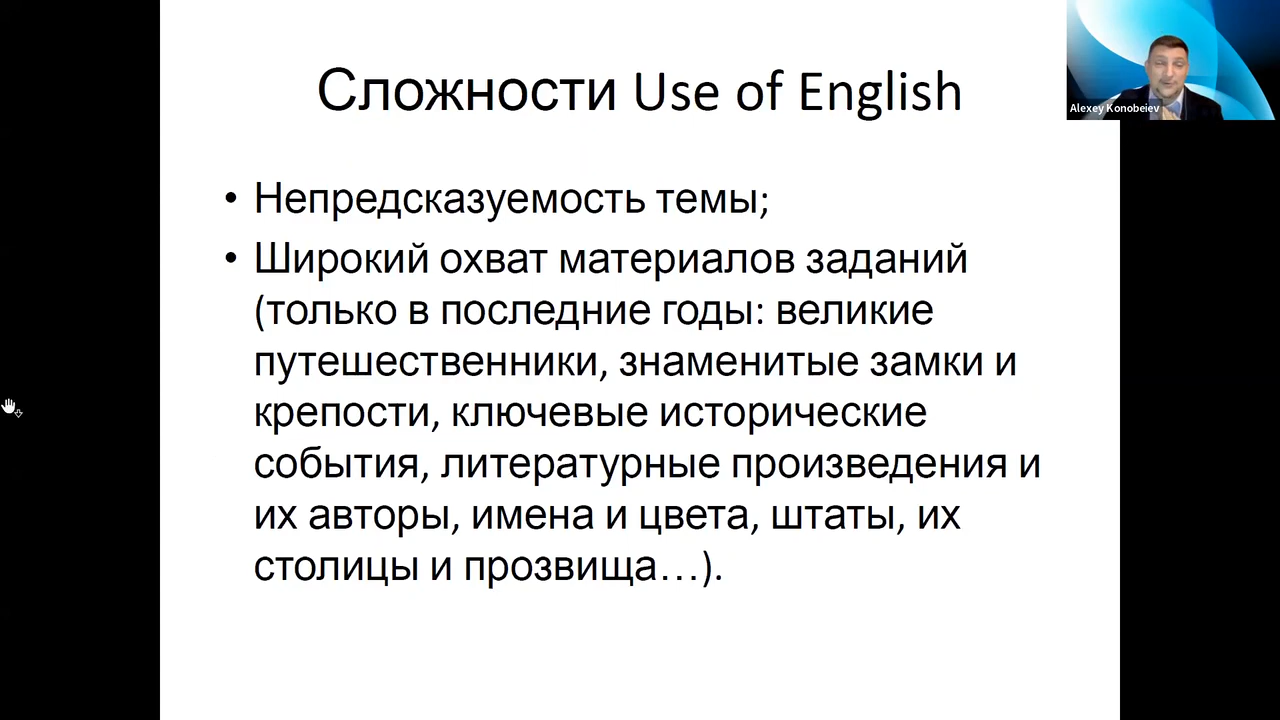 Сложности Use of English
Alexey Konobeiev
• Непредсказуемость темы;
• Широкий охват материалов заданий
(только в последние годы: великие
путешественники, знаменитые замки и
крепости, ключевые исторические
события, литературные произведения и
их авторы, имена и цвета, штаты, их
столицы и прозвища…).